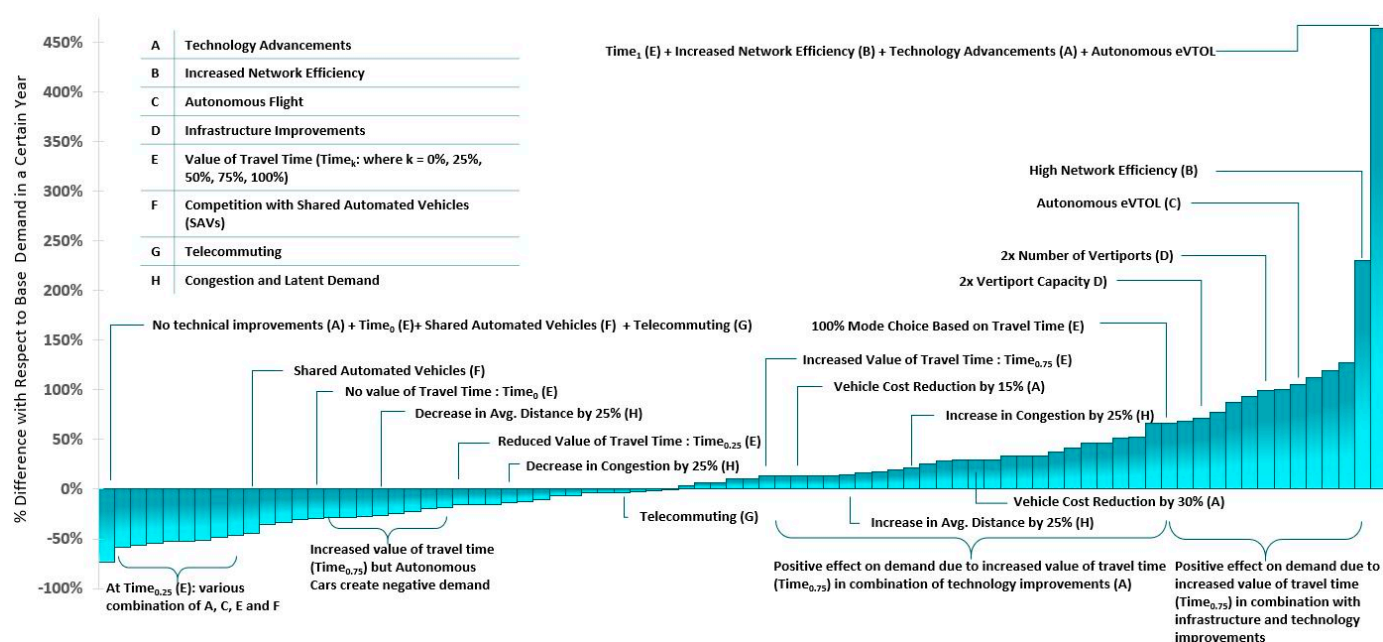 % Difference with Respect to Base Demand in a Certain Year
450%
400%
350%
300%
250%
200%
150%
100%
50%
0%
-50%
-100%
A Technology Advancements
B Increased Network Efficiency
C Autonomous Flight
D Infrastructure Improvements
E Value of Travel Time (Timek: where k = 0%, 25%,
50%, 75%, 100%)
F Competition with Shared Automated Vehicles
(SAVs)
G Telecommuting
H Congestion and Latent Demand
Time1 (E) + Increased Network Efficiency (B) + Technology Advancements (A) + Autonomous eVTOL
High Network Efficiency (B)
Autonomous eVTOL (C)
2x Number of Vertiports (D)
2x Vertiport Capacity D)
No technical improvements (A) + Time0 (E)+ Shared Automated Vehicles (F) + Telecommuting (G)
100% Mode Choice Based on Travel Time (E)
Shared Automated Vehicles (F)
Increased Value of Travel Time : Time0.75 (E)
No value of Travel Time : Time0 (E)
Vehicle Cost Reduction by 15% (A)
Decrease in Avg. Distance by 25% (H)
Increase in Congestion by 25% (H)
Reduced Value of Travel Time : Time0.25 (E)
Decrease in Congestion by 25% (H)
Vehicle Cost Reduction by 30% (A)
Telecommuting (G)
Increase in Avg. Distance by 25% (H)
At Time0.25 (E): various
combination of A, C, E and F
Increased value of travel time
(Time0.75) but Autonomous
Cars create negative demand
Positive effect on demand due to increased value of travel time
(Time0.75) in combination of technology improvements (A)
Positive effect on demand due to
increased value of travel time
(Time0.75) in combination with
infrastructure and technology
improvements